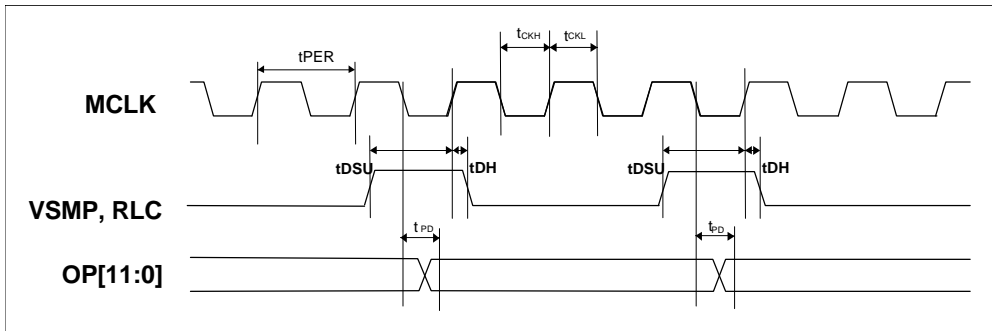 tCKH tCKL
tPER
MCLK
tDSU tDH tDSU tDH
VSMP, RLC
tPD tPD
OP[11:0]